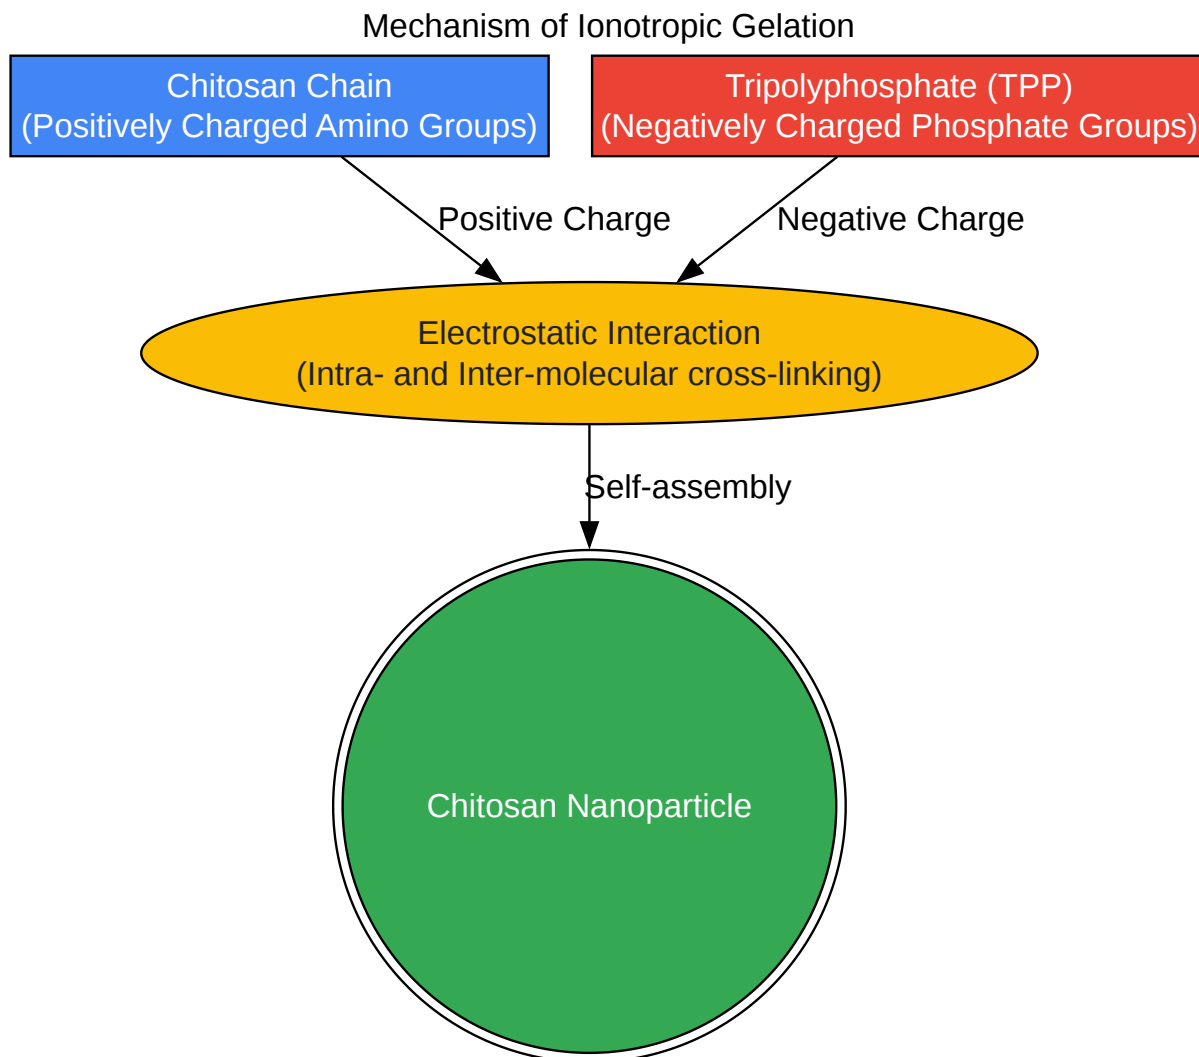 Mechanism of Ionotropic Gelation
Chitosan Chain
(Positively Charged Amino Groups)
Tripolyphosphate (TPP)
(Negatively Charged Phosphate Groups)
Positive Charge
Negative Charge
Electrostatic Interaction
(Intra- and Inter-molecular cross-linking)
Self-assembly
Chitosan Nanoparticle